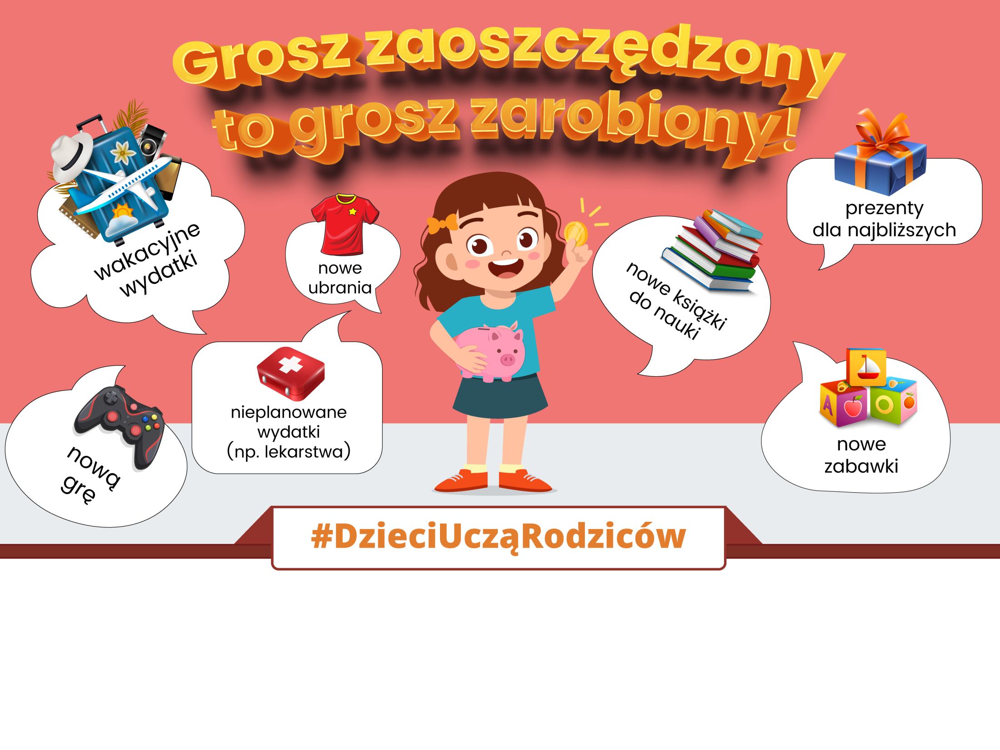 Grosz zaoszczędzony
to grosz zarobiony!
wakacyjne
wydatki
nowe
ubrania
nowe książki
do nauki
prezenty
dla najbliższych
nową
grę
nieplanowane
wydatki
(np. lekarstwa)
A
O
nowe
zabawki
#DzieciUcząRodziców